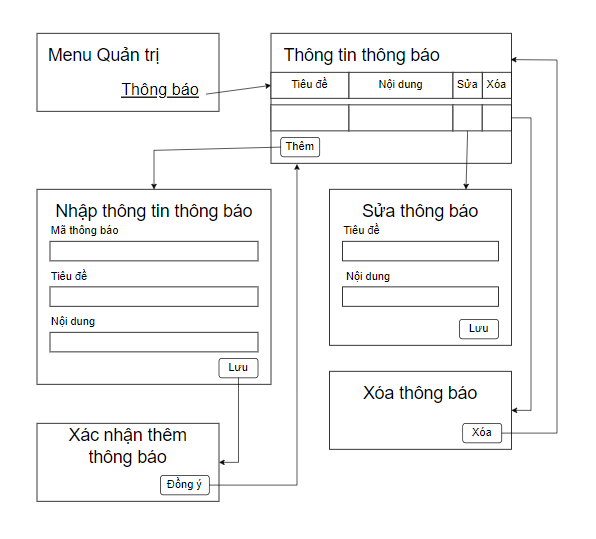 Menu Quản trị
Thông báo
Thông tin thông báo
Tiêu đề
Nội dung
Sửa
Xóa
Thêm
Nhập thông tin thông báo
Mã thông báo
Tiêu đề
Nội dung
Lưu
Sửa thông báo
Tiêu đề
Nội dung
Lưu
Xác nhận thêm
thông báo
Đồng ý
Xóa thông báo
Xóa